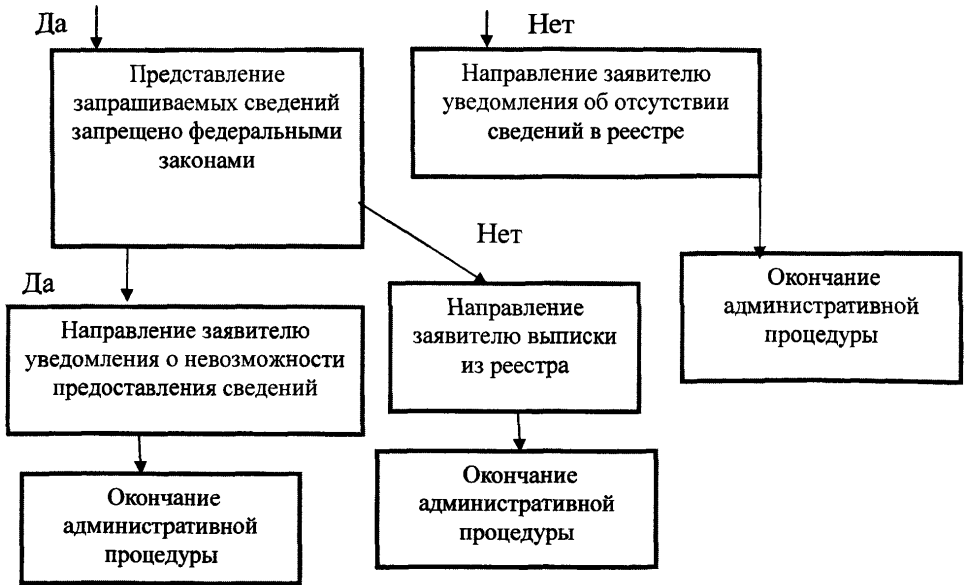 Да
Нет
Представление
запрашиваемых сведений
запрещено федеральными
законами
Направление заявителю
уведомления об отсутствии
сведений в реестре
Нет
Да
Окончание
административной
процедуры
Направление заявителю
уведомления о невозможности
предоставления сведений
Направление
заявителю выписки
из реестра
Окончание
административной
процедуры
Окончание
административной
процедуры